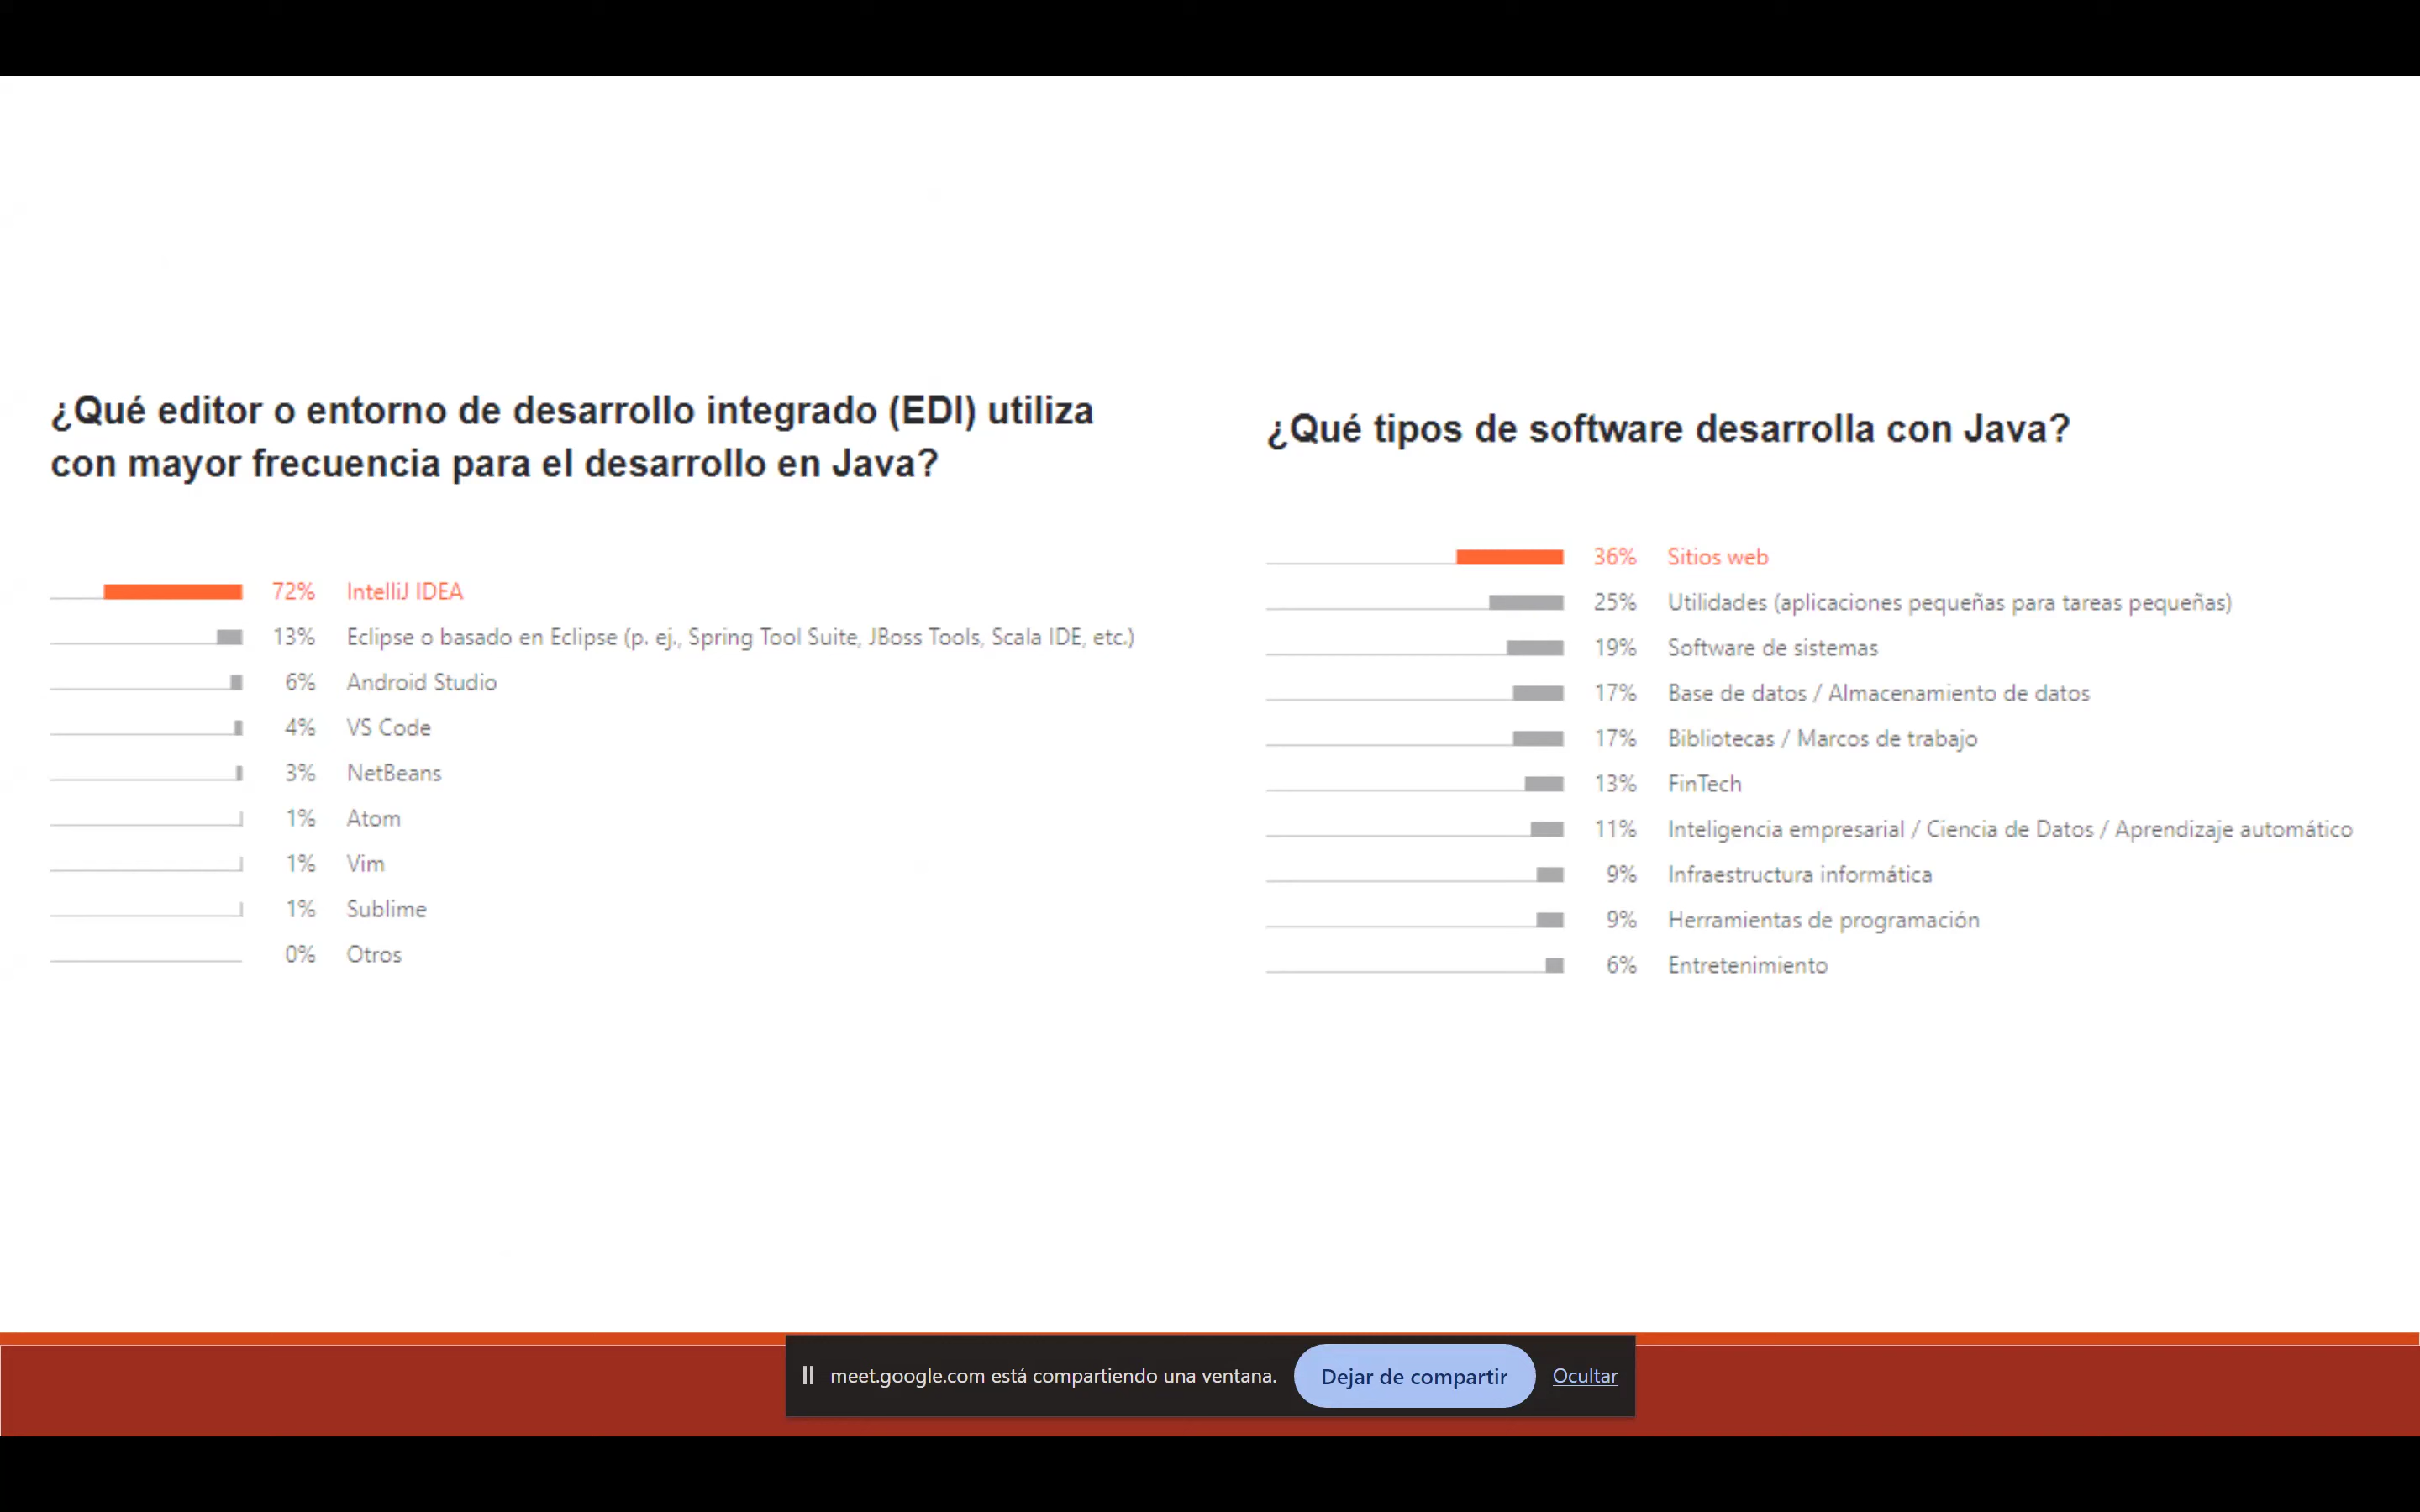 ¿Qué editor o entorno de desarrollo integrado (EDI) utiliza
con mayor frecuencia para el desarrollo en Java?
72% IntelliJ IDEA
13% Eclipse o basado en Eclipse (p. ej., Spring Tool Suite, JBoss Tools, Scala IDE, etc.)
6% Android Studio
4% VS Code
3% NetBeans
1% Atom
1% Vim
1% Sublime
0% Otros
¿Qué tipos de software desarrolla con Java?
36% Sitios web
25% Utilidades (aplicaciones pequeñas para tareas pequeñas)
19% Software de sistemas
17% Base de datos / Almacenamiento de datos
17% Bibliotecas / Marcos de trabajo
13% FinTech
11% Inteligencia empresarial / Ciencia de Datos / Aprendizaje automático
9% Infraestructura informática
9% Herramientas de programación
6% Entretenimiento
meet.google.com está compartiendo una ventana. Dejar de compartir Ocultar